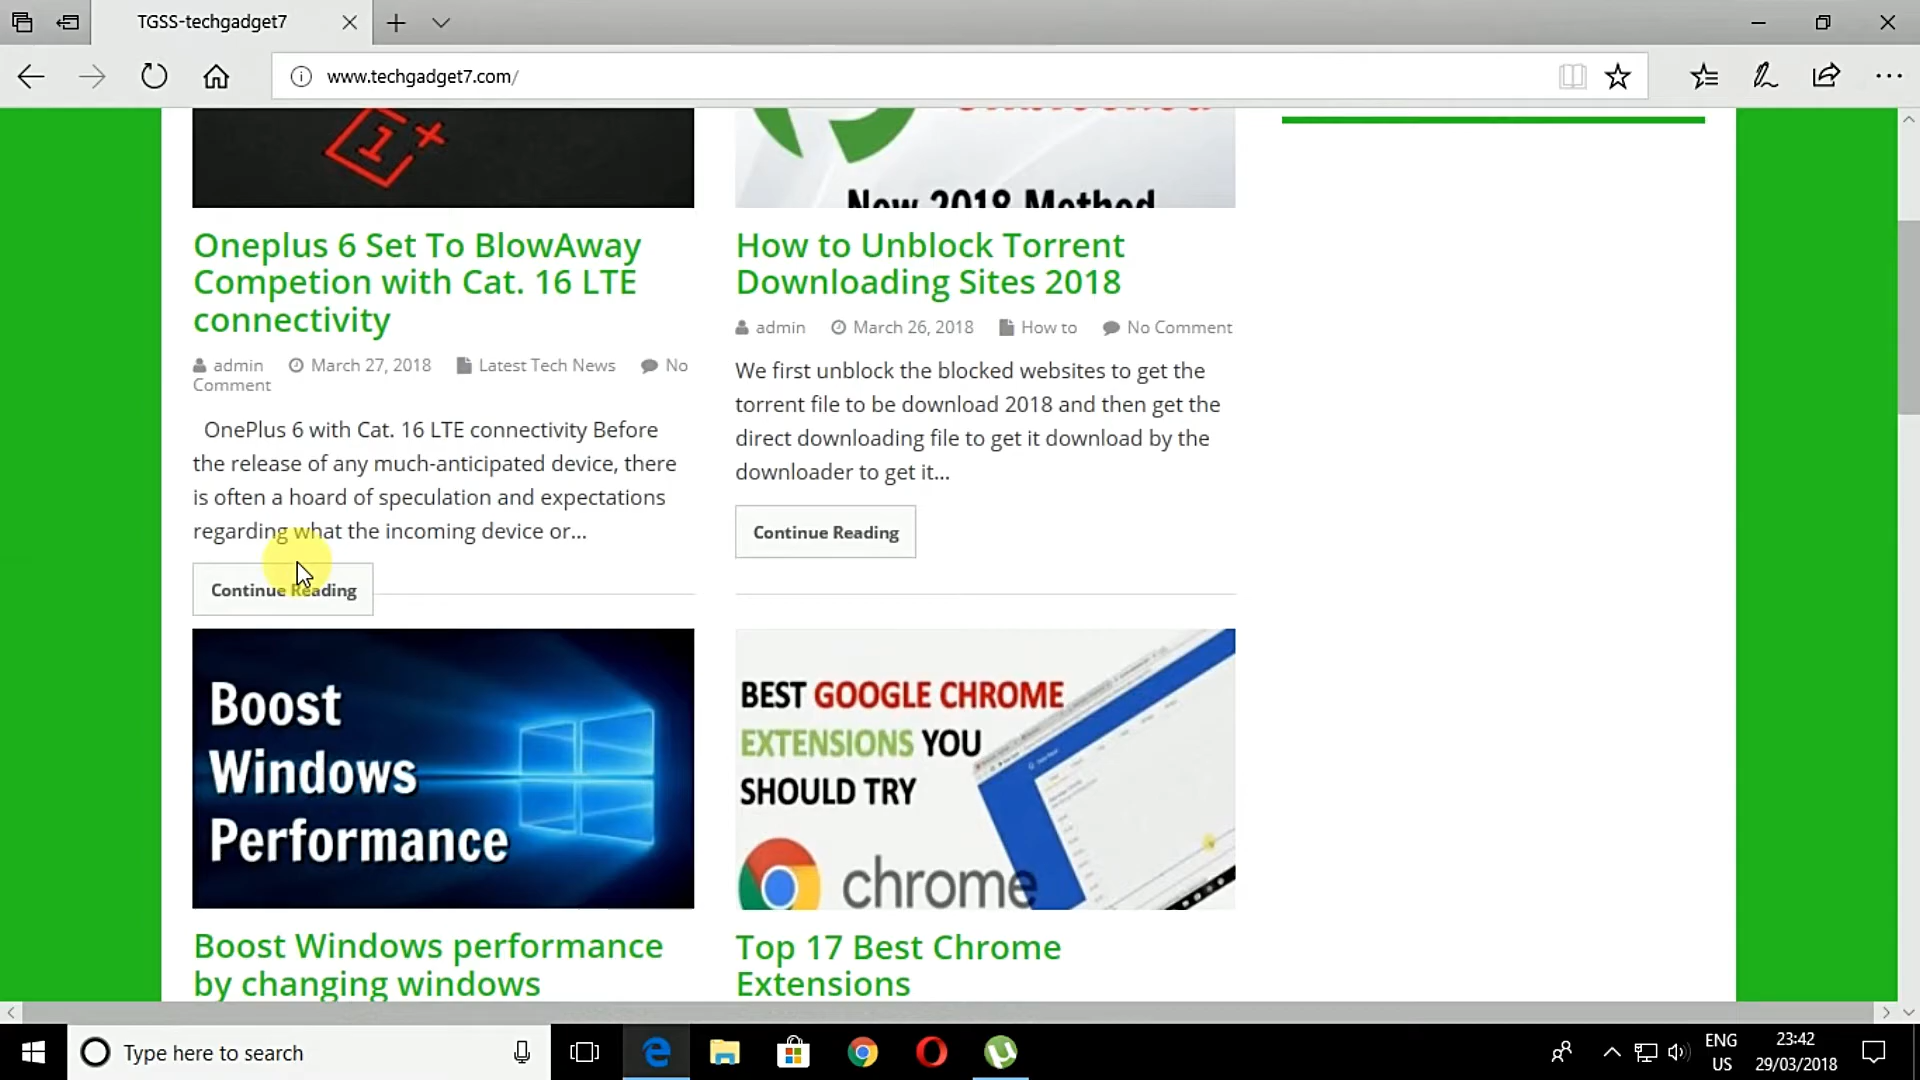 TGSS-techgadget7
www.techgadget7.com/
New 2018 Method
Oneplus 6 Set To BlowAway
Competion with Cat. 16 LTE
connectivity
admin March 27, 2018 Latest Tech News No
Comment
OnePlus 6 with Cat. 16 LTE connectivity Before
the release of any much-anticipated device, there
is often a hoard of speculation and expectations
regarding what the incoming device or...
Continue Reading
How to Unblock Torrent
Downloading Sites 2018
admin March 26, 2018 How to No Comment
We first unblock the blocked websites to get the
torrent file to be download 2018 and then get the
direct downloading file to get it download by the
downloader to get it...
Continue Reading
Boost
Windows
Performance
Boost Windows performance
by changing windows
BEST GOOGLE CHROME
EXTENSIONS YOU
SHOULD TRY
chrome
Top 17 Best Chrome
Extensions
Type here to search
ENG
US
23:42
29/03/2018